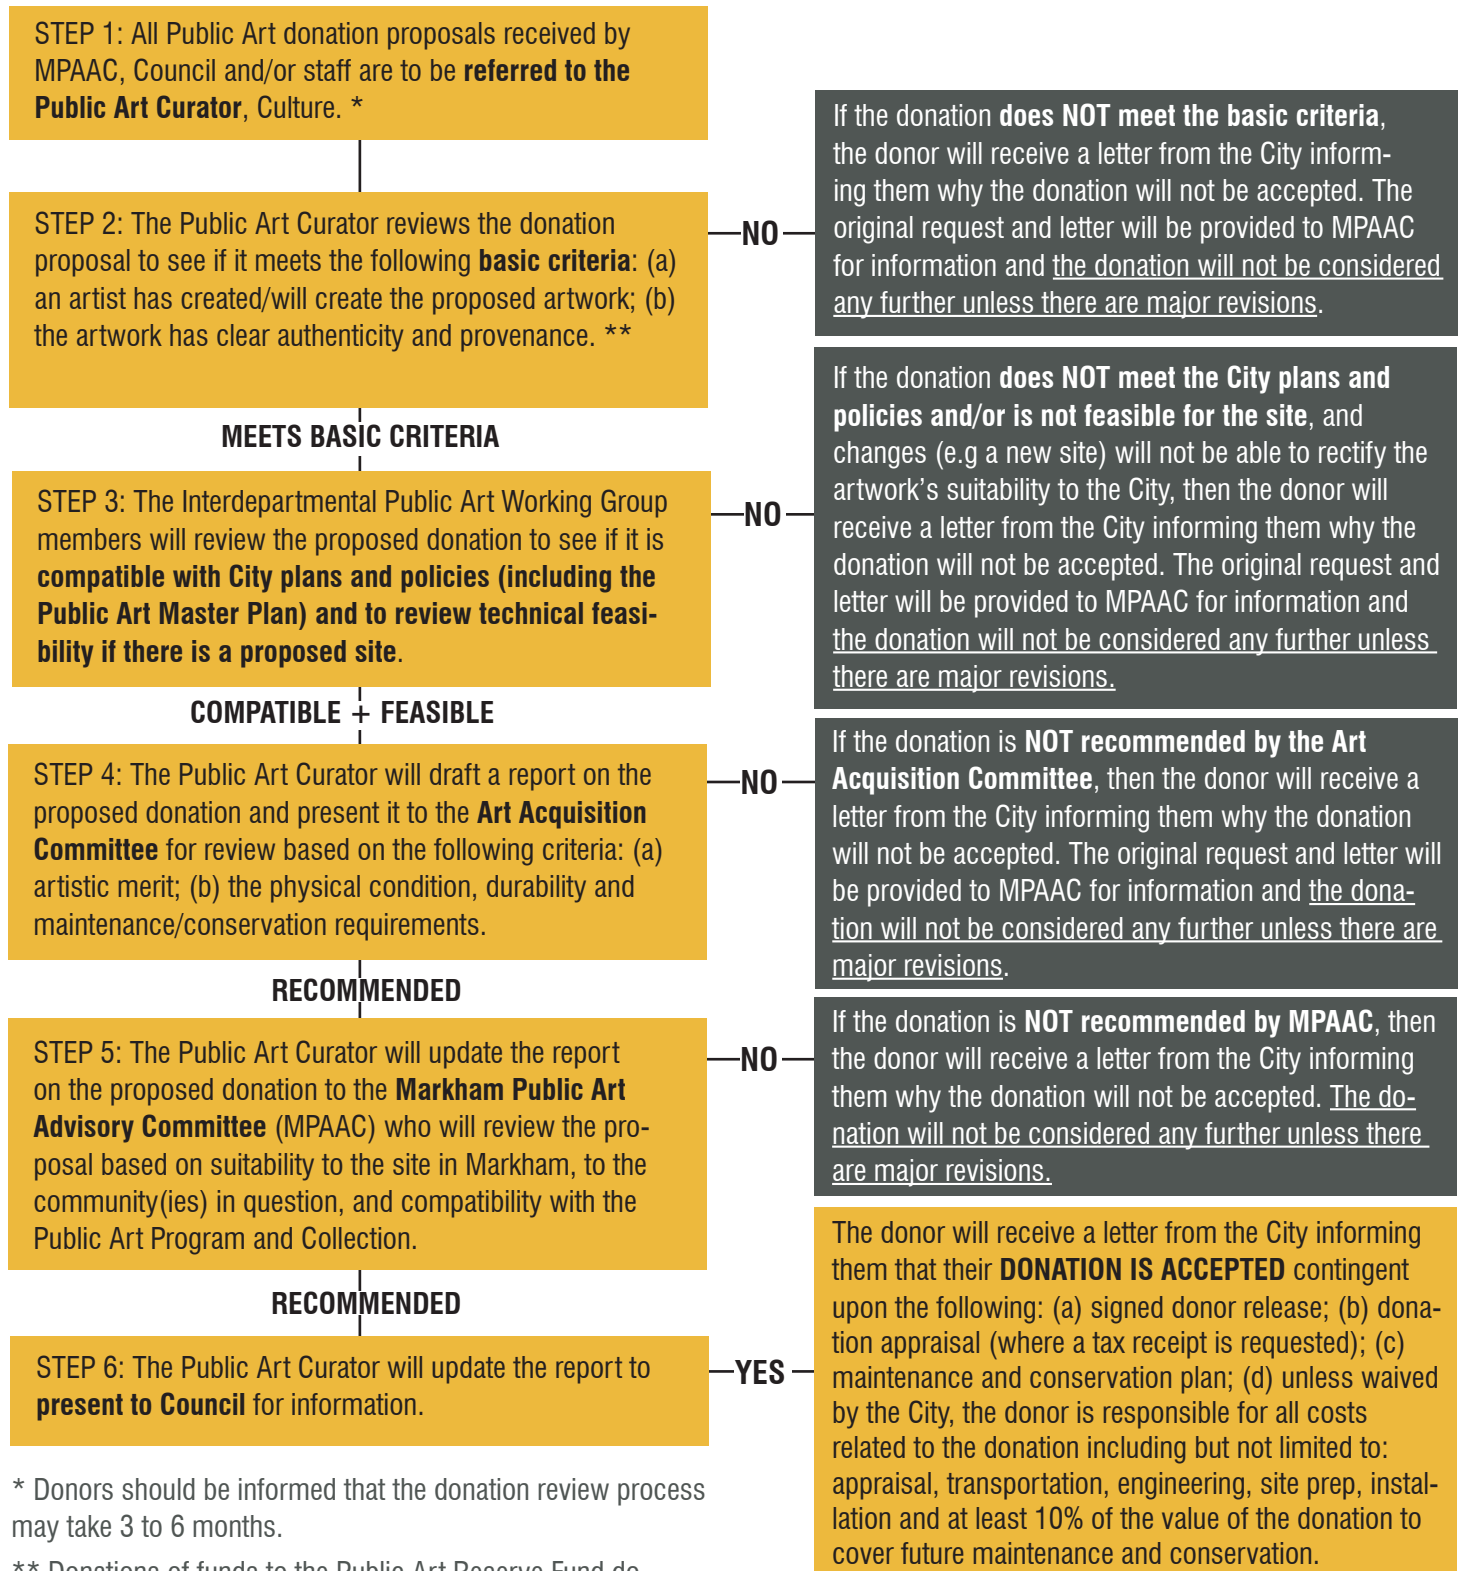 STEP 1: All Public Art donation proposals received by
MPAAC, Council and/or staff are to be referred to the
Public Art Curator, Culture. *
STEP 2: The Public Art Curator reviews the donation
proposal to see if it meets the following basic criteria: (a)
an artist has created/will create the proposed artwork; (b)
the artwork has clear authenticity and provenance. **
NO
If the donation does NOT meet the basic criteria,
the donor will receive a letter from the City inform-
ing them why the donation will not be accepted. The
original request and letter will be provided to MPAAC
for information and the donation will not be considered
any further unless there are major revisions.
MEETS BASIC CRITERIA
STEP 3: The Interdepartmental Public Art Working Group
members will review the proposed donation to see if it is
compatible with City plans and policies (including the
Public Art Master Plan) and to review technical feasi-
bility if there is a proposed site.
NO
If the donation does NOT meet the City plans and
policies and/or is not feasible for the site, and
changes (e.g a new site) will not be able to rectify the
artwork's suitability to the City, then the donor will
receive a letter from the City informing them why the
donation will not be accepted. The original request and
letter will be provided to MPAAC for information and
the donation will not be considered any further unless
there are major revisions.
COMPATIBLE + FEASIBLE
STEP 4: The Public Art Curator will draft a report on the
proposed donation and present it to the Art Acquisition
Committee for review based on the following criteria: (a)
artistic merit; (b) the physical condition, durability and
maintenance/conservation requirements.
NO
If the donation is NOT recommended by the Art
Acquisition Committee, then the donor will receive a
letter from the City informing them why the donation
will not be accepted. The original request and letter will
be provided to MPAAC for information and the dona-
tion will not be considered any further unless there are
major revisions.
RECOMMENDED
STEP 5: The Public Art Curator will update the report
on the proposed donation to the Markham Public Art
Advisory Committee (MPAAC) who will review the pro-
posal based on suitability to the site in Markham, to the
community(ies) in question, and compatibility with the
Public Art Program and Collection.
NO
If the donation is NOT recommended by MPAAC, then
the donor will receive a letter from the City informing
them why the donation will not be accepted. The do-
nation will not be considered any further unless there
are major revisions.
RECOMMENDED
STEP 6: The Public Art Curator will update the report to
present to Council for information.
YES
The donor will receive a letter from the City informing
them that their DONATION IS ACCEPTED contingent
upon the following: (a) signed donor release; (b) dona-
tion appraisal (where a tax receipt is requested); (c)
maintenance and conservation plan; (d) unless waived
by the City, the donor is responsible for all costs
related to the donation including but not limited to:
appraisal, transportation, engineering, site prep, instal-
lation and at least 10% of the value of the donation to
cover future maintenance and conservation.
* Donors should be informed that the donation review process
may take 3 to 6 months.
** Donations of funds to the Public Art Reserve Fund do